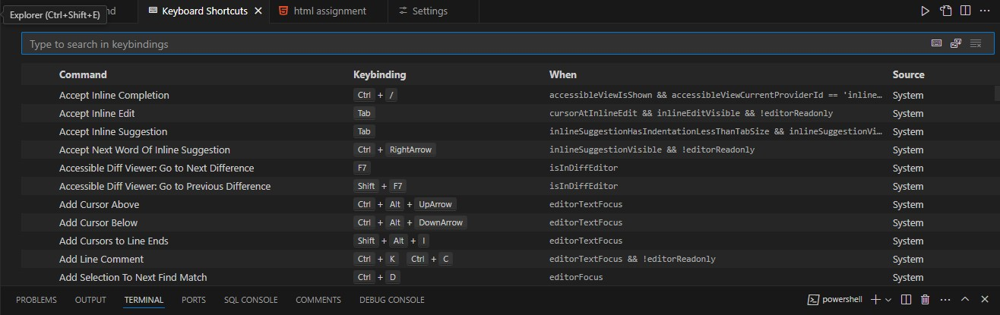 Explorer (Ctrl+Shift+E) nd Keyboard Shortcuts html assignment Settings
Type to search in keybindings
Command Keybinding When Source
Accept Inline Completion Ctrl + / accessibleViewIsShown && accessibleViewCurrentProviderId == 'inline… System
Accept Inline Edit Tab cursorAtInlineEdit && inlineEditVisible && !editorReadonly System
Accept Inline Suggestion Tab inlineSuggestionHasIndentationLessThanTabSize && inlineSuggestionVi… System
Accept Next Word Of Inline Suggestion Ctrl + RightArrow inlineSuggestionVisible && !editorReadonly System
Accessible Diff Viewer: Go to Next Difference F7 isInDiffEditor System
Accessible Diff Viewer: Go to Previous Difference Shift + F7 isInDiffEditor System
Add Cursor Above Ctrl + Alt + UpArrow editorTextFocus System
Add Cursor Below Ctrl + Alt + DownArrow editorTextFocus System
Add Cursors to Line Ends Shift + Alt + I editorTextFocus System
Add Line Comment Ctrl + K Ctrl + C editorTextFocus && !editorReadonly System
Add Selection To Next Find Match Ctrl + D editorFocus System
PROBLEMS OUTPUT TERMINAL PORTS SQL CONSOLE COMMENTS DEBUG CONSOLE powershell